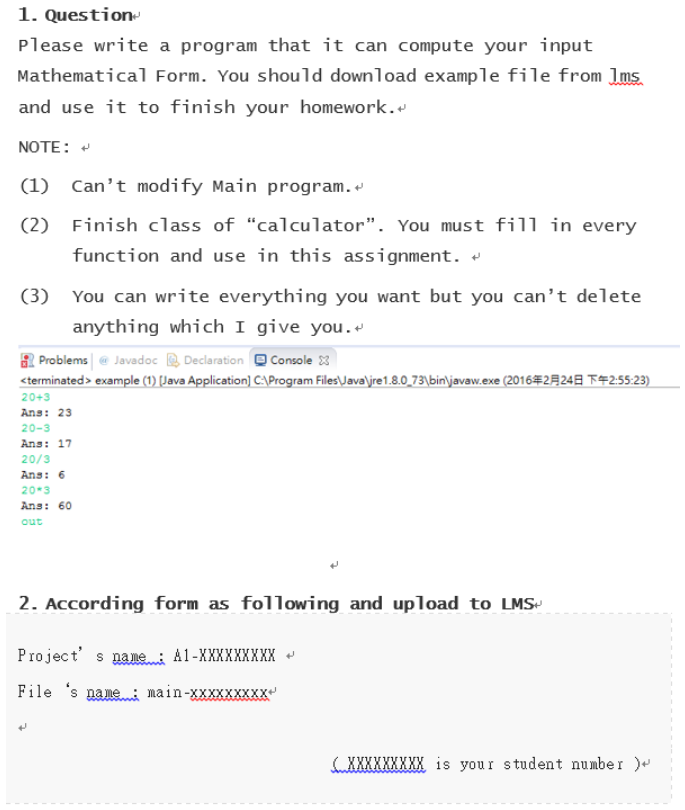 1. Question
Please write a program that it can compute your input
Mathematical Form. You should download example file from lms
and use it to finish your homework.
NOTE:
(1) Can't modify Main program.
(2) Finish class of “calculator”. You must fill in every
function and use in this assignment.
(3) You can write everything you want but you can't delete
anything which I give you.
Problems @ Javadoc Declaration Console
<terminated> example (1) [Java Application] C:\Program Files\Java\jre1.8.0_73\bin\javaw.exe (2016年2月24日 下午2:55:23)
20+3
Ans: 23
20-3
Ans: 17
20/3
Ans: 6
20*3
Ans: 60
out
2. According form as following and upload to LMS
Project’ s name : A1-XXXXXXXXX
File ‘s name : main-xxxxxxxxx
( XXXXXXXXX is your student number )